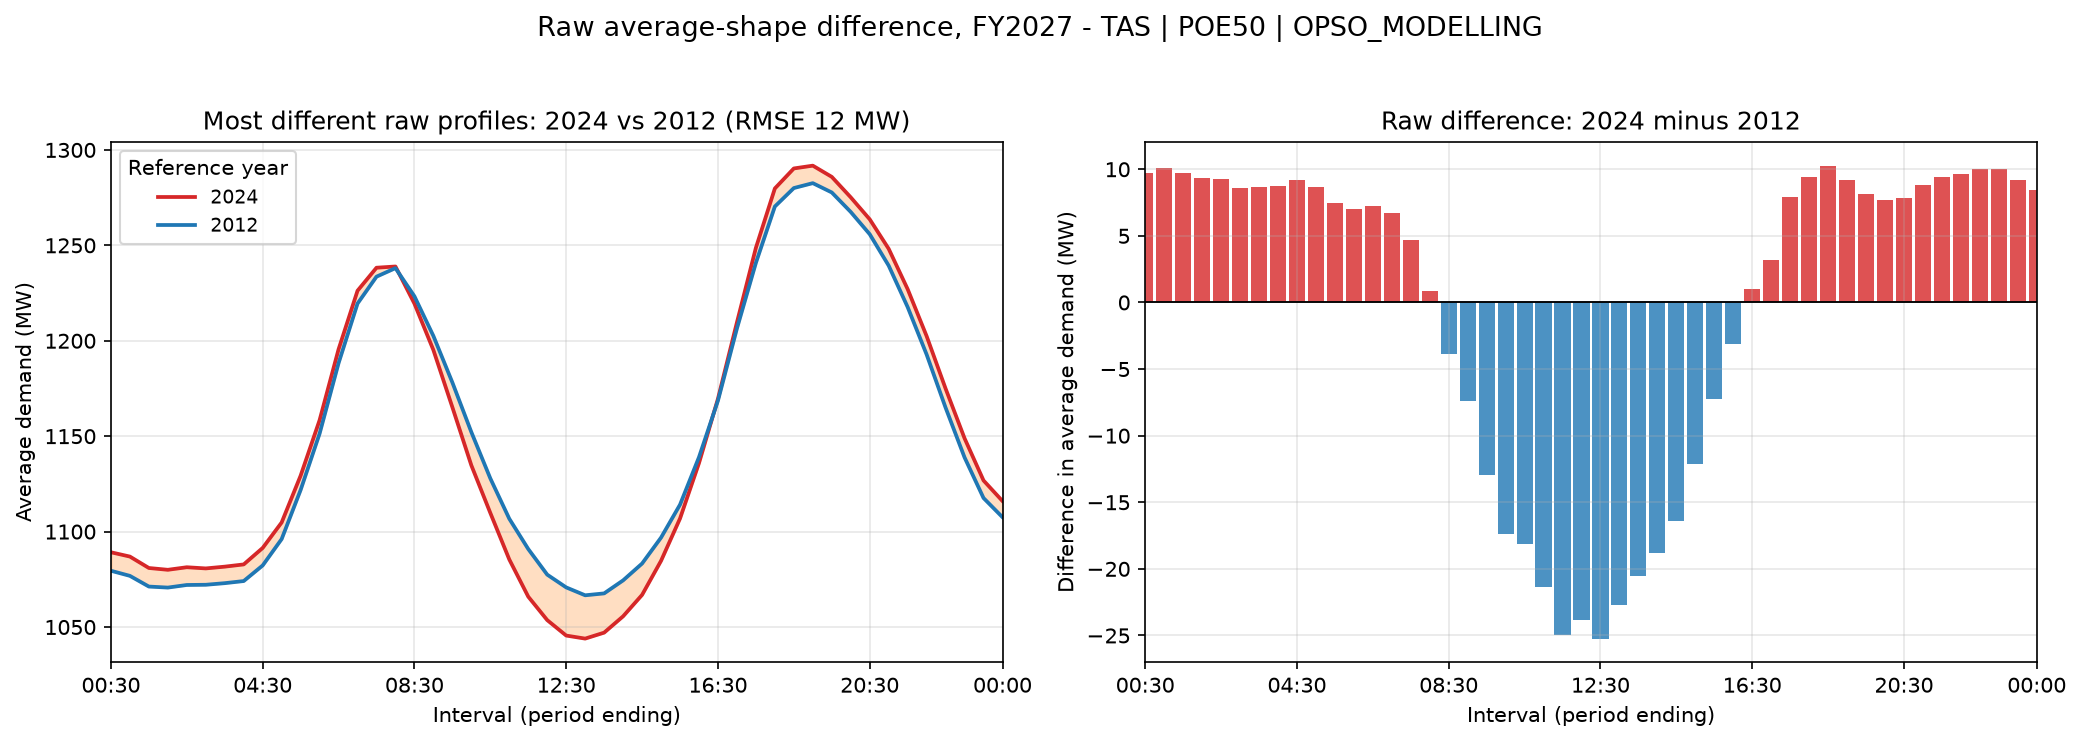 Raw average-shape difference, FY2027 - TAS | POE50 | OPSO_MODELLING
Most different raw profiles: 2024 vs 2012 (RMSE 12 MW)
Reference year
2024
2012
Average demand (MW)
1300
1250
1200
1150
1100
1050
00:30 04:30 08:30 12:30 16:30 20:30 00:00
Interval (period ending)
Raw difference: 2024 minus 2012
Difference in average demand (MW)
10
5
0
−5
−10
−15
−20
−25
00:30 04:30 08:30 12:30 16:30 20:30 00:00
Interval (period ending)